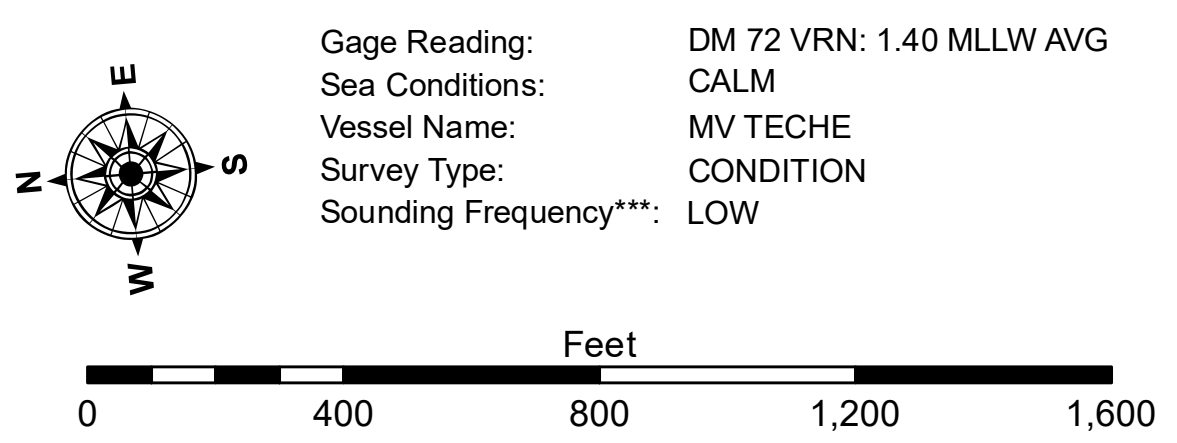 E
N
S
W
Gage Reading: DM 72 VRN: 1.40 MLLW AVG
Sea Conditions: CALM
Vessel Name: MV TECHE
Survey Type: CONDITION
Sounding Frequency***: LOW
Feet
0 400 800 1,200 1,600